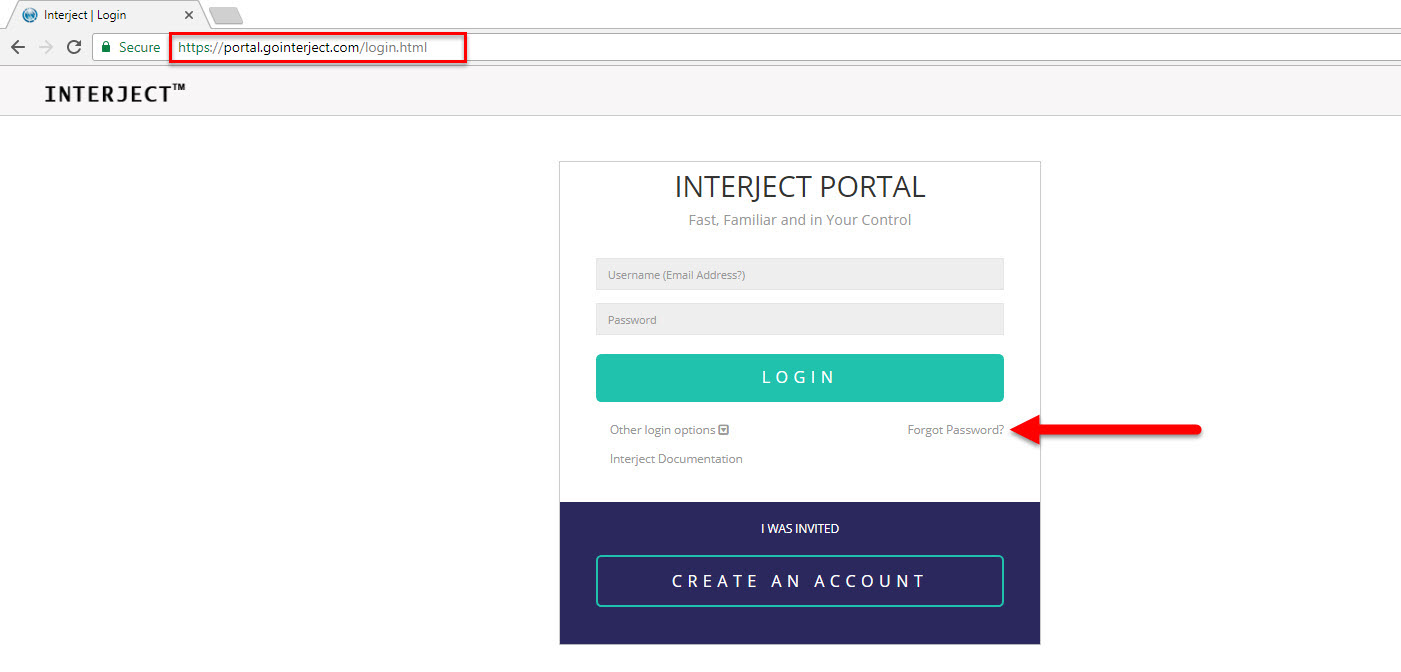 Interject | Login
Secure https://portal.gointerject.com/login.html
INTERJECT™
INTERJECT PORTAL
Fast, Familiar and in Your Control
Username (Email Address?)
Password
LOGIN
Other login options
Forgot Password?
Interject Documentation
I WAS INVITED
CREATE AN ACCOUNT